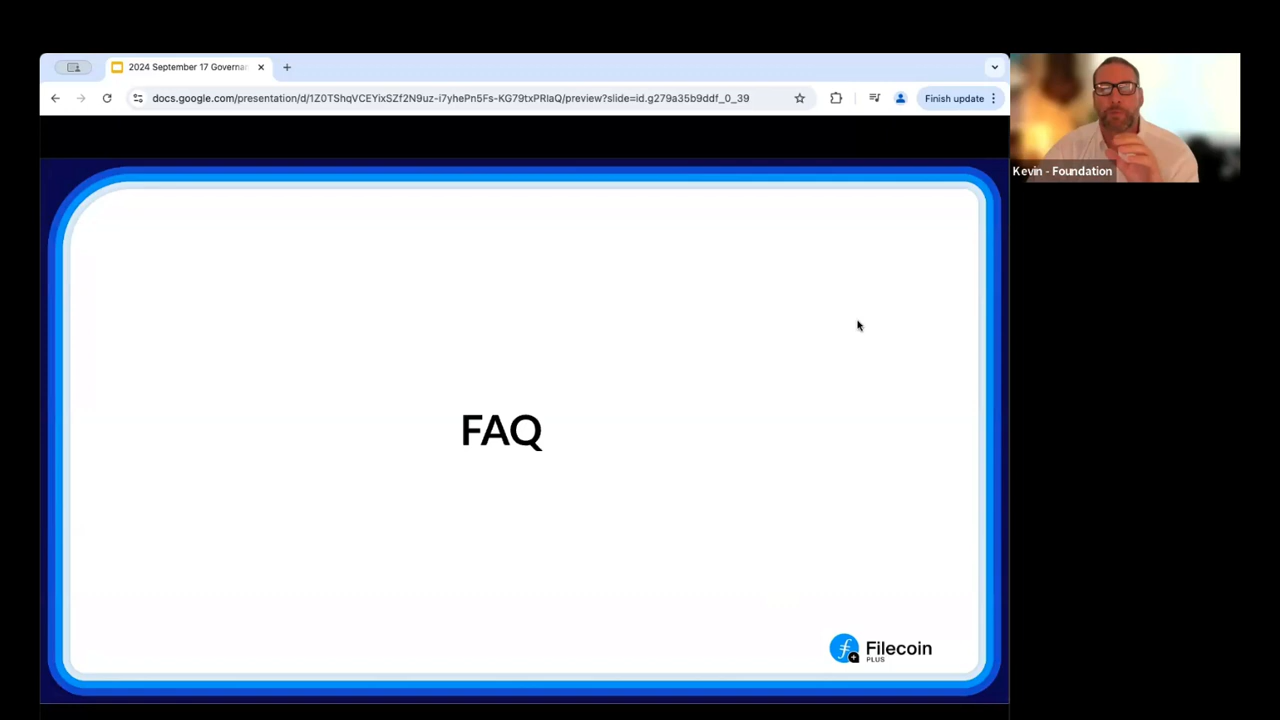 2024 September 17 Governa
docs.google.com/presentation/d/1Z0TShqVCEYixSZf2N9uz-i7yhePn5Fs-KG79txPRlaQ/preview?slide=id.g279a35b9ddf_0_39
Finish update
Kevin - Foundation
FAQ
Filecoin
PLUS